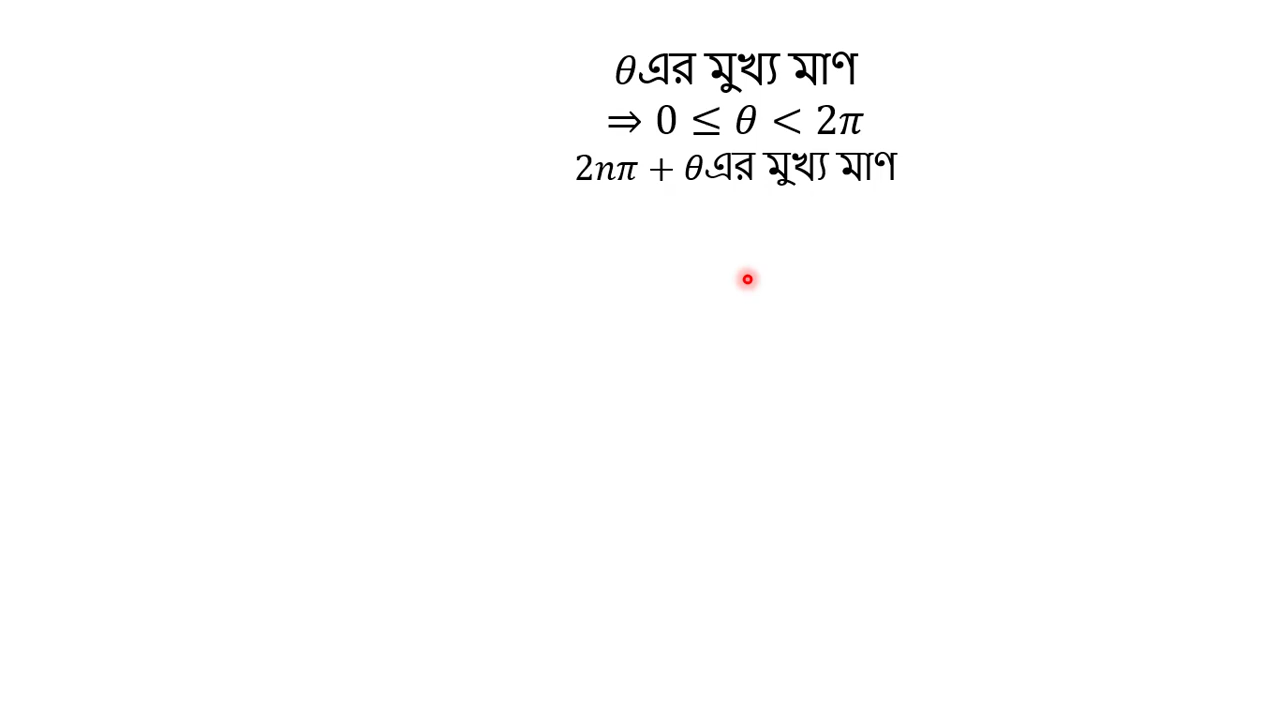 θএর মুখ্য মাণ
⇒ 0 ≤ θ < 2π
2nπ + θএর মুখ্য মাণ